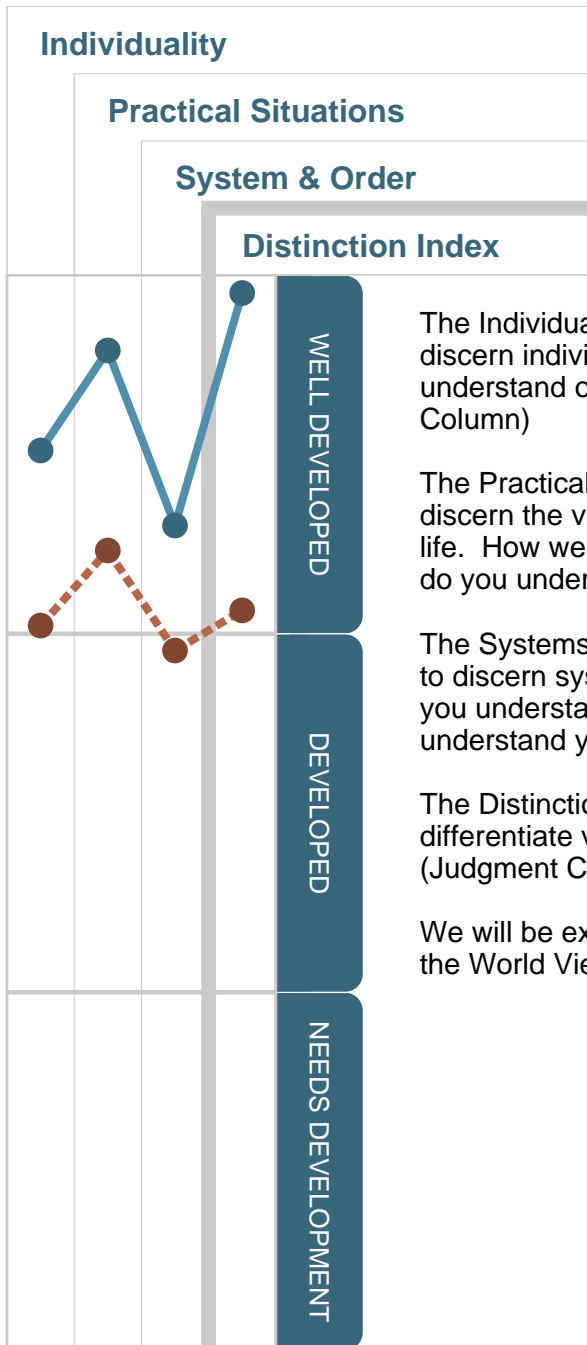 Individuality
Practical Situations
System & Order
Distinction Index
WELL DEVELOPED
DEVELOPED
NEEDS DEVELOPMENT
The Individua
discern indivi
understand o
Column)
The Practical
discern the v
life. How we
do you under
The Systems
to discern sys
you understa
understand y
The Distinctio
differentiate v
(Judgment C
We will be ex
the World Vie